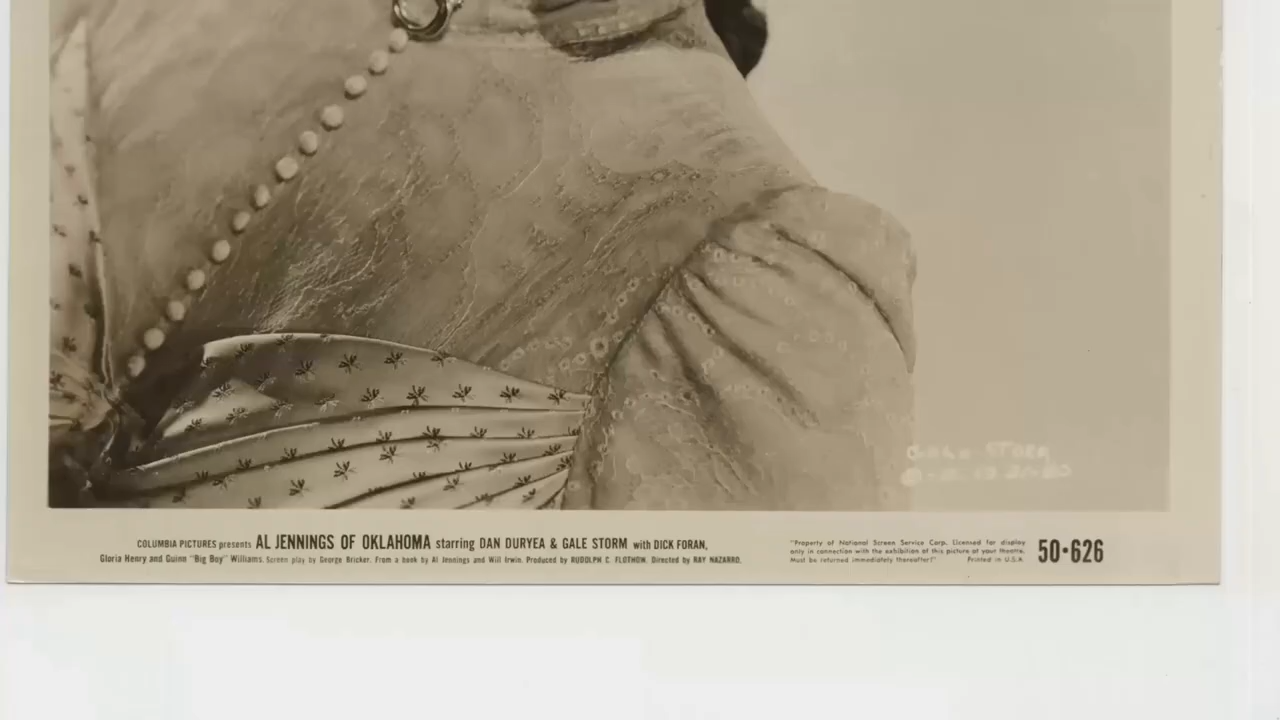 GALE STORM
COLUMBIA PICTURES presents AL JENNINGS OF OKLAHOMA starring DAN DURYEA & GALE STORM with DICK FORAN,
Gloria Henry and Guinn "Big Boy" Williams. Screen play by George Bricker. From a book by Al Jennings and Will Irwin. Produced by RUDOLPH C. FLOTHOW. Directed by RAY NAZARRO.
"Property of National Screen Service Corp. Licensed for display
only in connection with the exhibition of this picture at your theatre.
Must be returned immediately thereafter!" Printed in U.S.A.
50•626